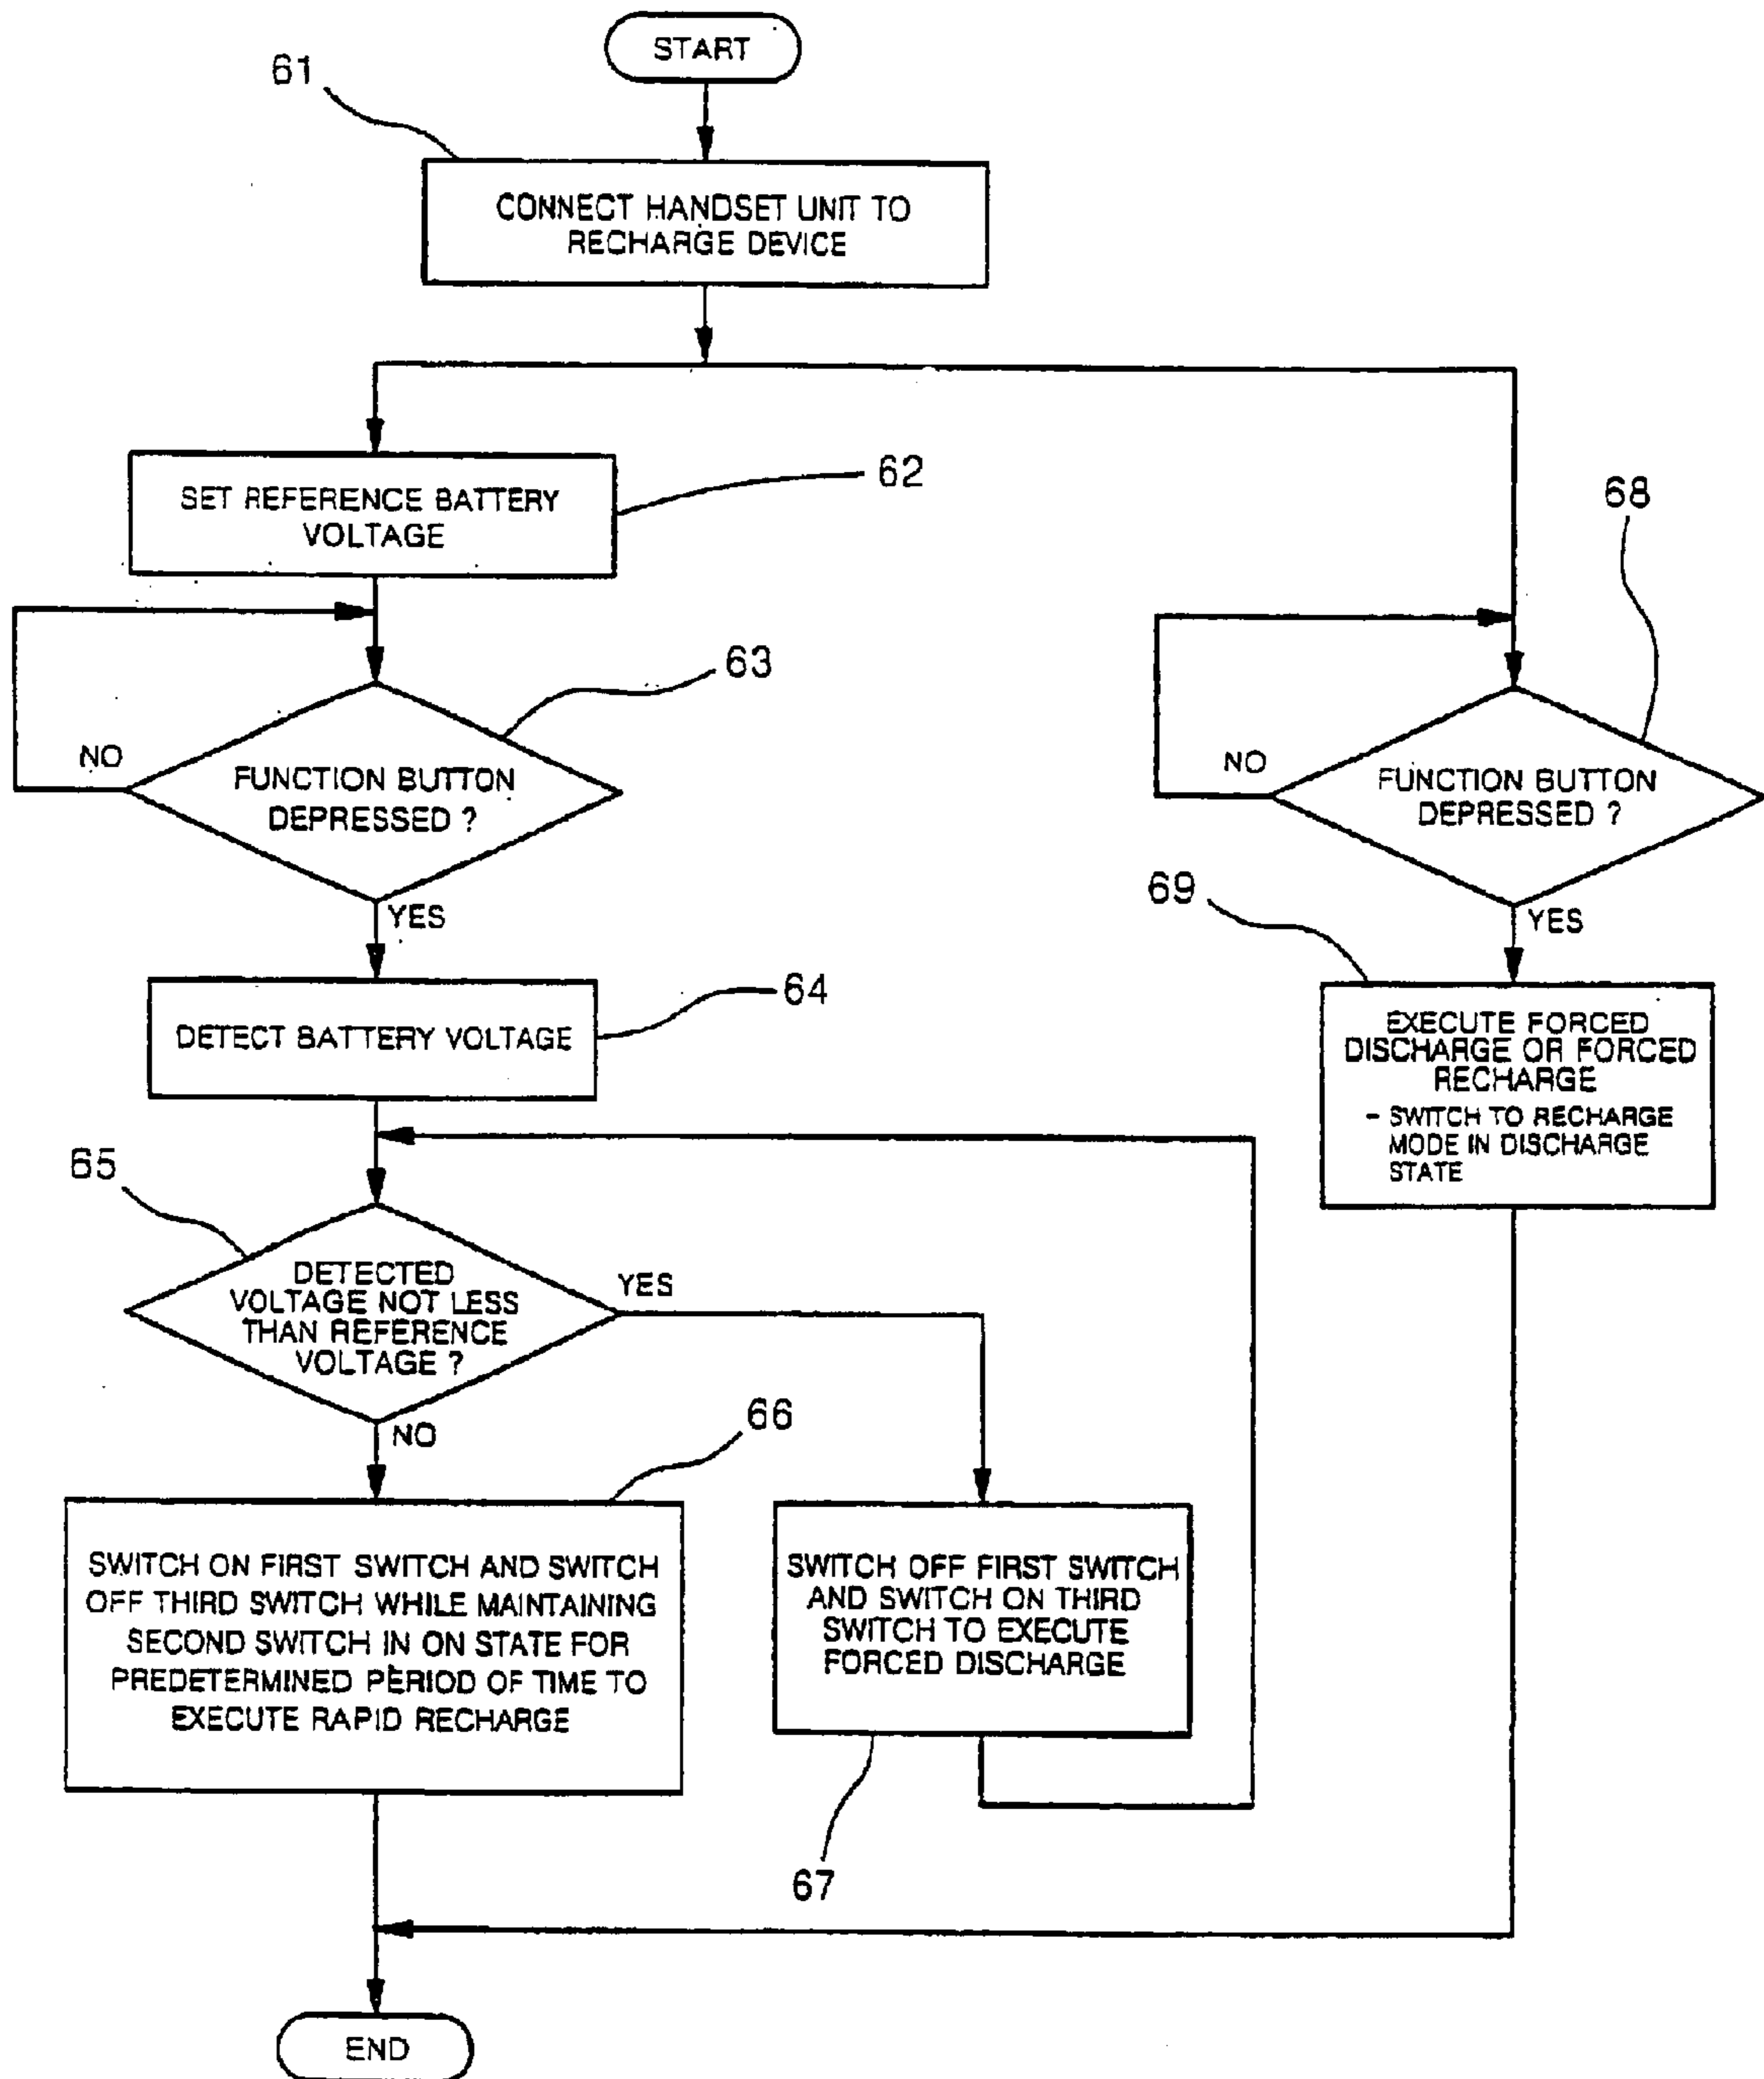 START
61
CONNECT HANDSET UNIT TO
RECHARGE DEVICE
SET REFERENCE BATTERY
VOLTAGE
62
68
63
NO
FUNCTION BUTTON
DEPRESSED ?
YES
NO
FUNCTION BUTTON
DEPRESSED ?
YES
69
64
DETECT BATTERY VOLTAGE
EXECUTE FORCED
DISCHARGE OR FORCED
RECHARGE
- SWITCH TO RECHARGE
MODE IN DISCHARGE
STATE
65
DETECTED
VOLTAGE NOT LESS
THAN REFERENCE
VOLTAGE ?
YES
NO
66
SWITCH ON FIRST SWITCH AND SWITCH
OFF THIRD SWITCH WHILE MAINTAINING
SECOND SWITCH IN ON STATE FOR
PREDETERMINED PERIOD OF TIME TO
EXECUTE RAPID RECHARGE
SWITCH OFF FIRST SWITCH
AND SWITCH ON THIRD
SWITCH TO EXECUTE
FORCED DISCHARGE
67
END